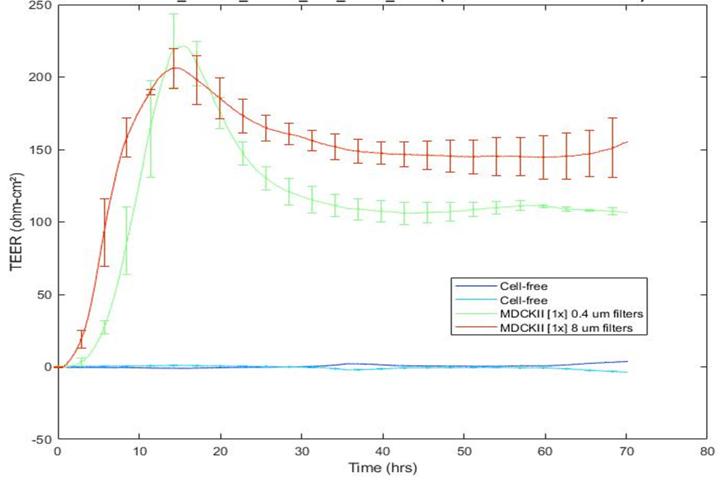 250
200
150
100
50
0
-50
TEER (ohm-cm²)
Cell-free
Cell-free
MDCKII [1x] 0.4 um filters
MDCKII [1x] 8 um filters
0 10 20 30 40 50 60 70 80
Time (hrs)